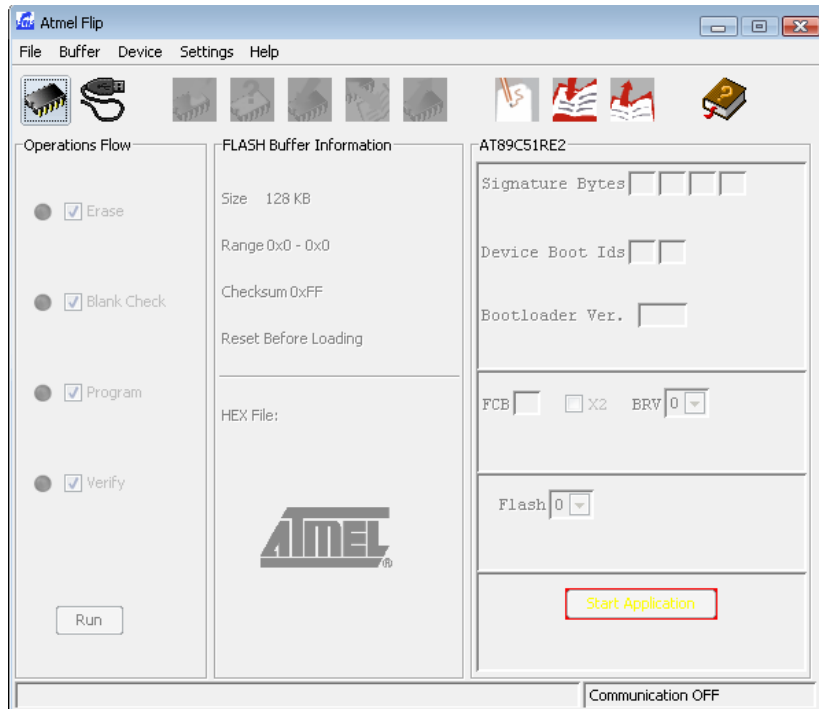 Atmel Flip
File Buffer Device Settings Help
Operations Flow
Erase
Blank Check
Program
Verify
Run
FLASH Buffer Information
Size 128 KB
Range 0x0 - 0x0
Checksum 0xFF
Reset Before Loading
HEX File:
ATMEL®
AT89C51RE2
Signature Bytes
Device Boot Ids
Bootloader Ver.
FCB X2 BRV 0
Flash 0
Start Application
Communication OFF